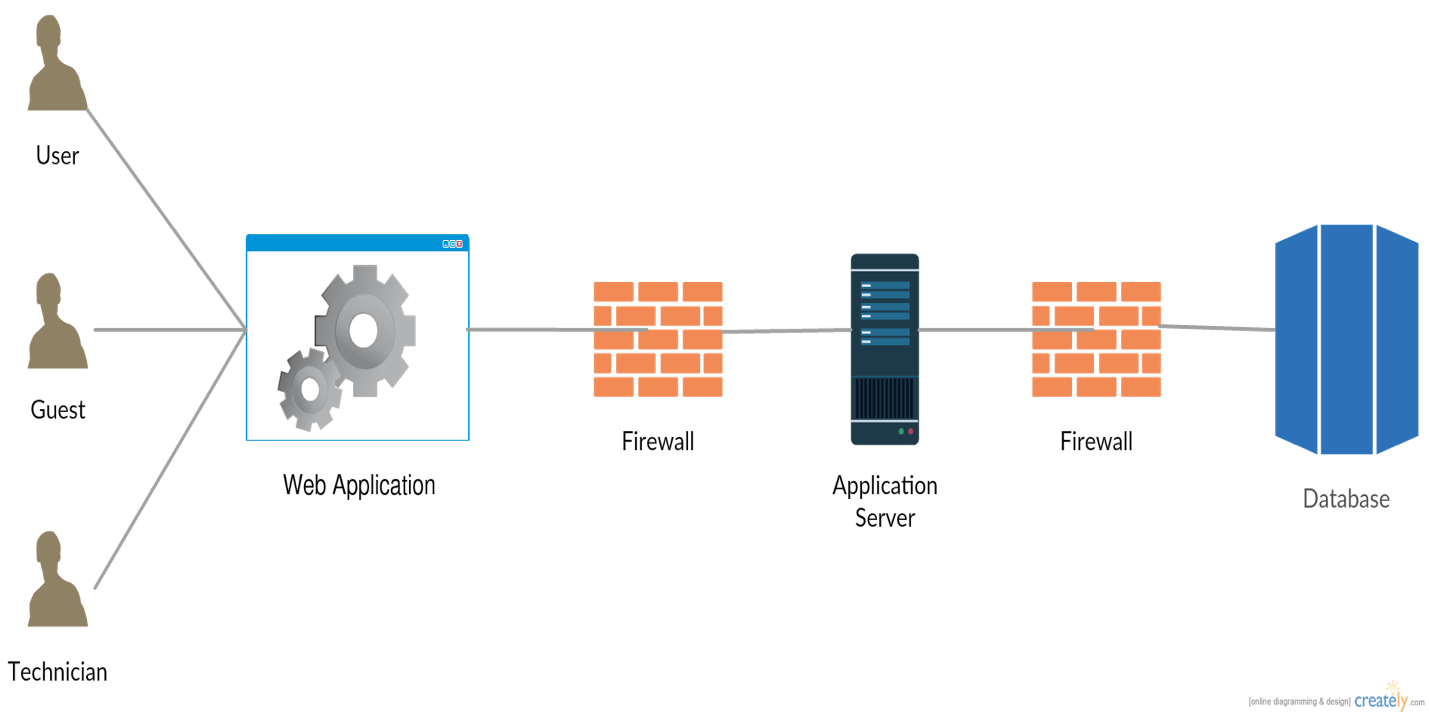 User
Guest
Technician
Web Application
Firewall
Application
Server
Firewall
Database
[online diagramming & design] creately.com